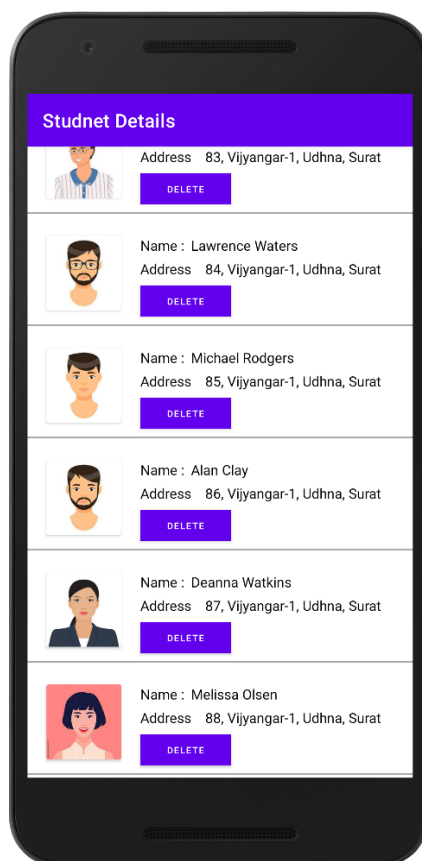 Studnet Details
Address 83, Vijyangar-1, Udhna, Surat
DELETE
Name : Lawrence Waters
Address 84, Vijyangar-1, Udhna, Surat
DELETE
Name : Michael Rodgers
Address 85, Vijyangar-1, Udhna, Surat
DELETE
Name : Alan Clay
Address 86, Vijyangar-1, Udhna, Surat
DELETE
Name : Deanna Watkins
Address 87, Vijyangar-1, Udhna, Surat
DELETE
Name : Melissa Olsen
Address 88, Vijyangar-1, Udhna, Surat
DELETE